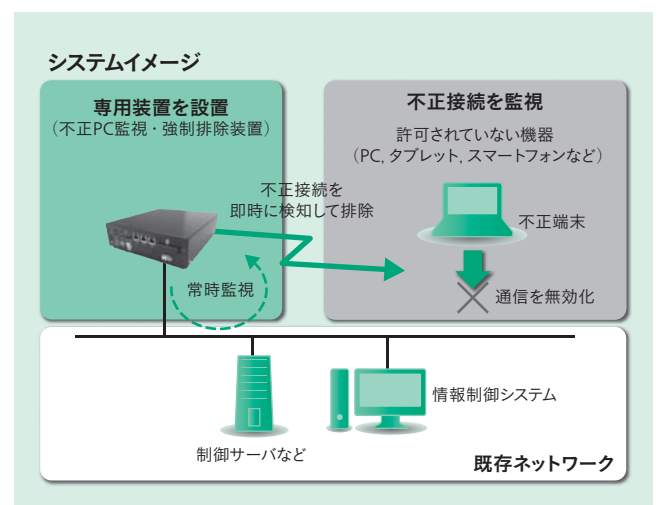 システムイメージ
専用装置を設置
（不正PC監視・強制排除装置）
不正接続を監視
許可されていない機器
（PC, タブレット, スマートフォンなど）
不正接続を
即時に検知して排除
不正端末
常時監視
通信を無効化
情報制御システム
制御サーバなど
既存ネットワーク